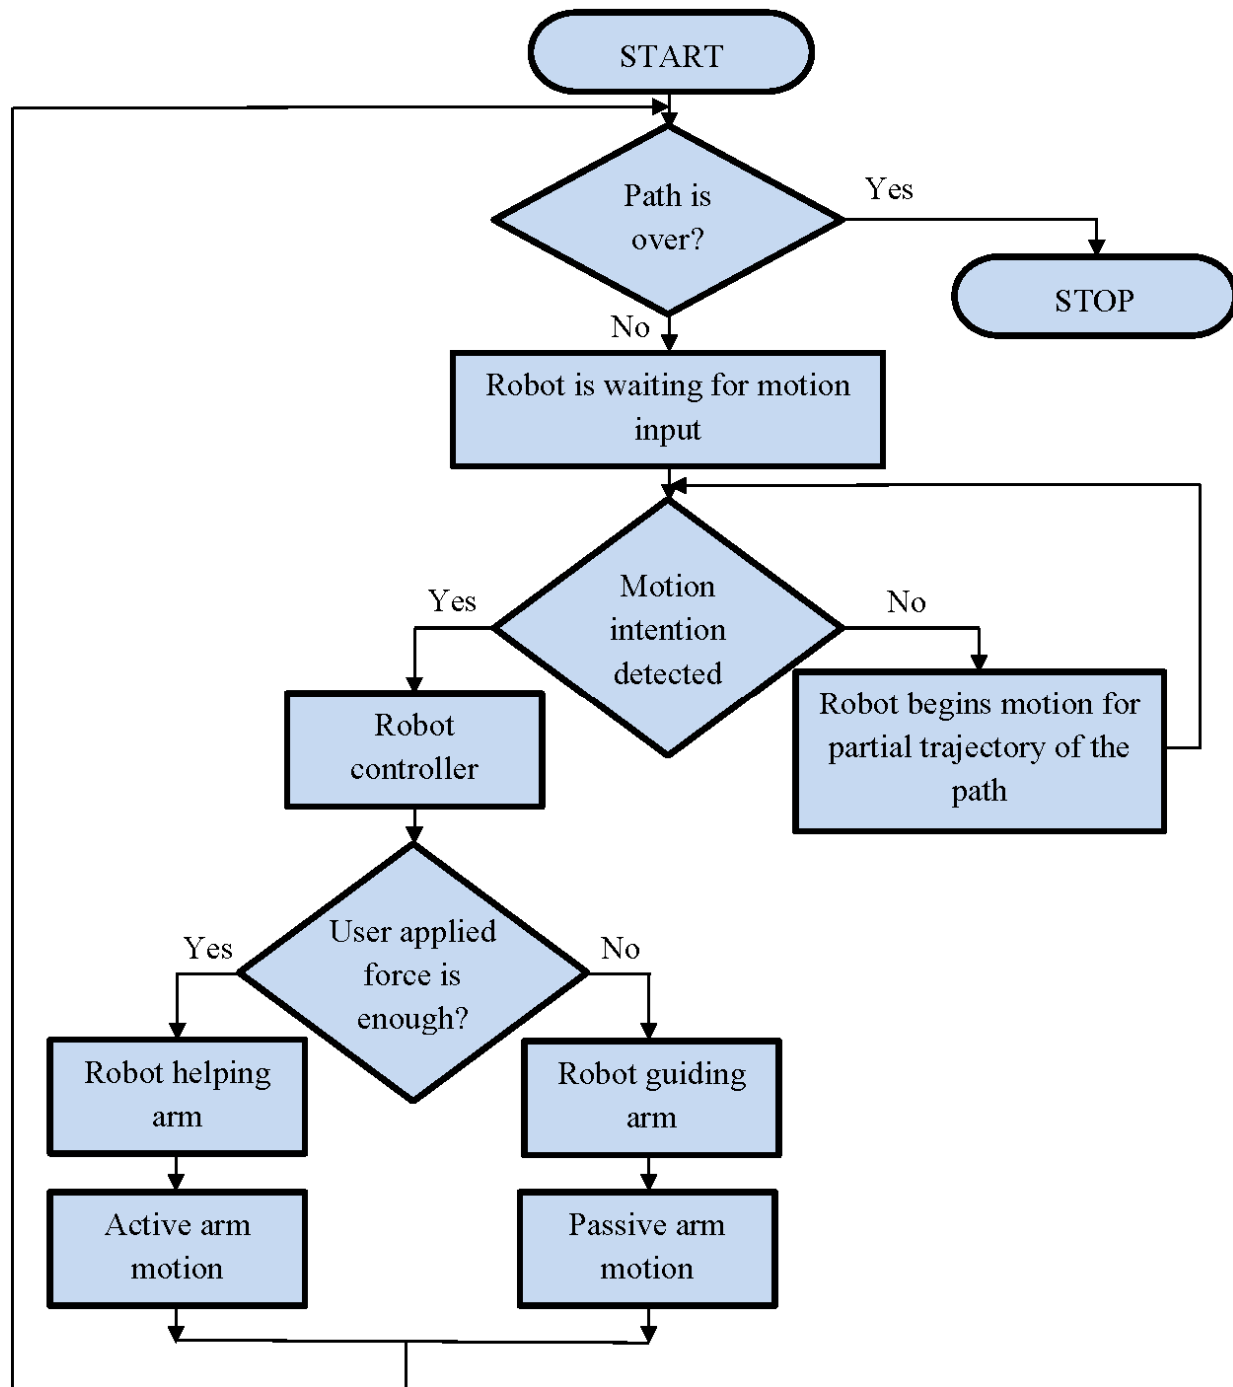 START
Path is
over?
Yes
STOP
No
Robot is waiting for motion
input
Motion
intention
detected
Yes
No
Robot
controller
Robot begins motion for
partial trajectory of the
path
User applied
force is
enough?
Yes
No
Robot helping
arm
Robot guiding
arm
Active arm
motion
Passive arm
motion